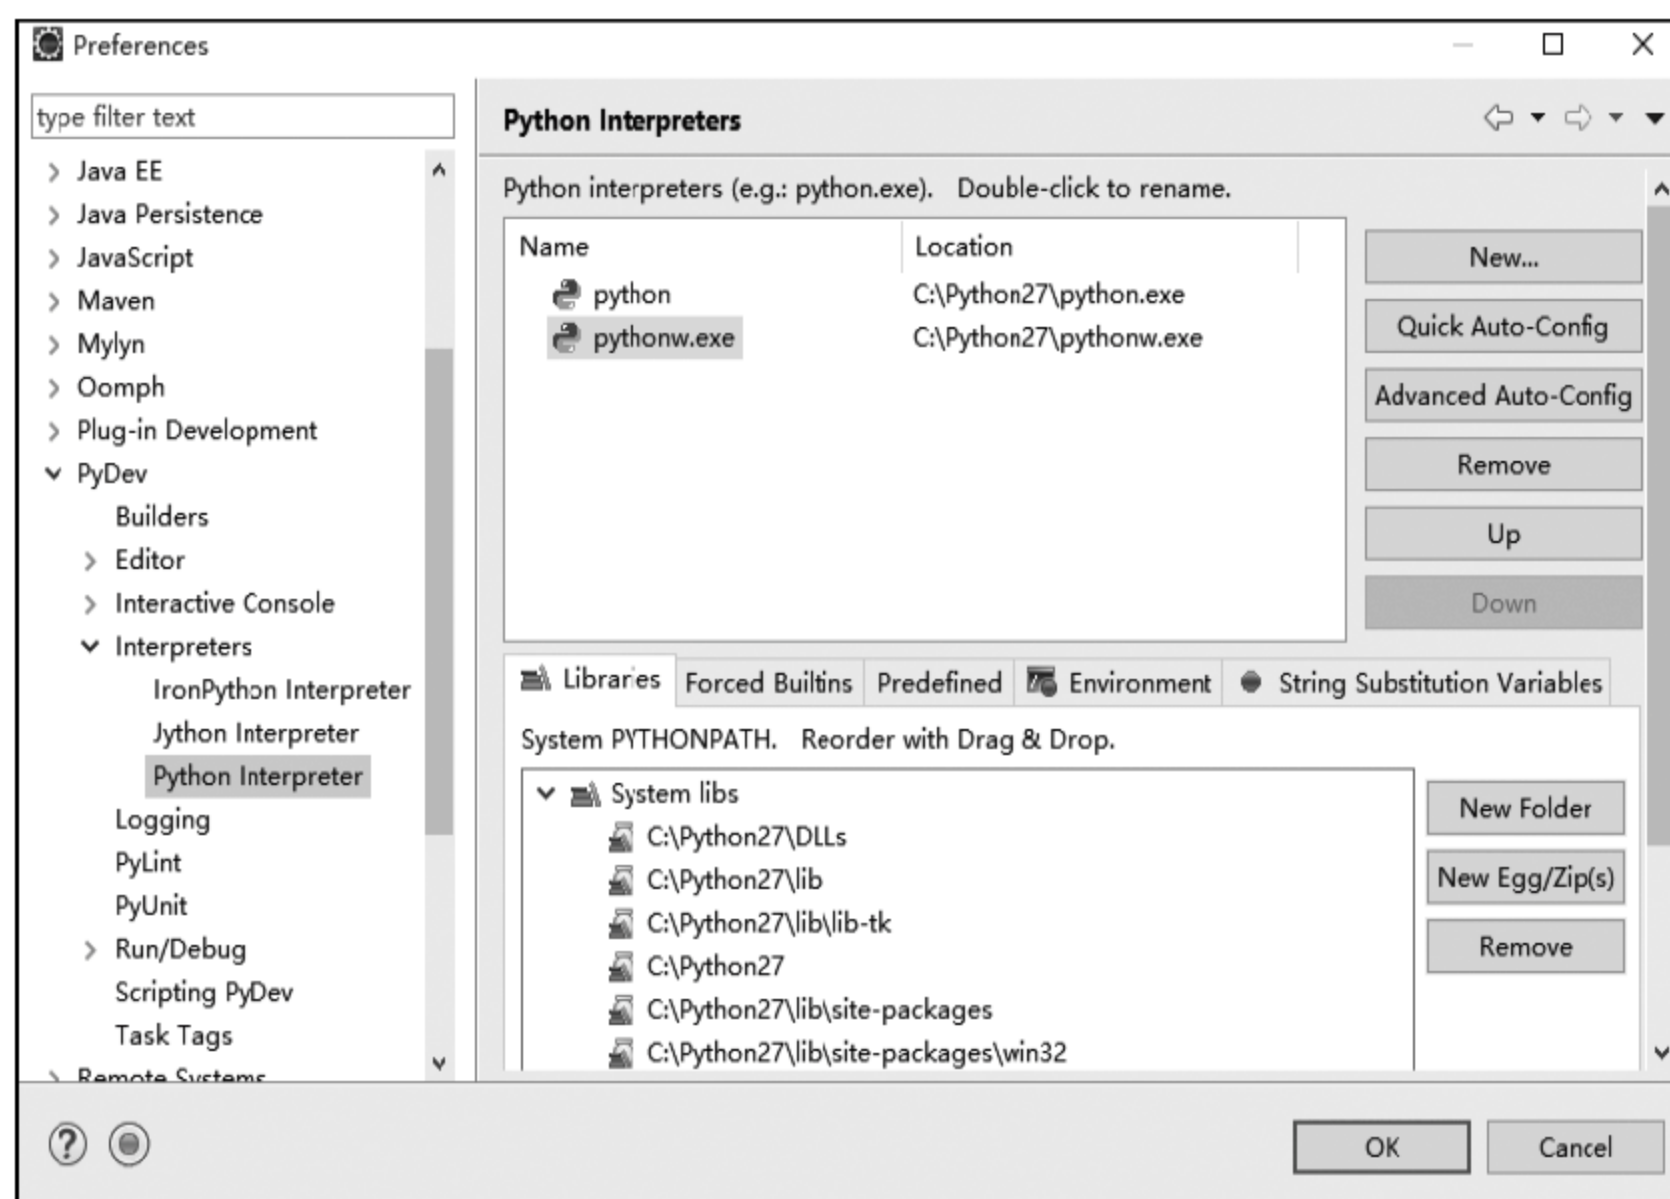 Preferences
type filter text
Java EE
Java Persistence
JavaScript
Maven
Mylyn
Oomph
Plug-in Development
PyDev
Builders
Editor
Interactive Console
Interpreters
IronPython Interpreter
Jython Interpreter
Python Interpreter
Logging
PyLint
PyUnit
Run/Debug
Scripting PyDev
Task Tags
Remote Systems
Python Interpreters
Python interpreters (e.g.: python.exe).   Double-click to rename.
Name Location
python C:\Python27\python.exe
pythonw.exe C:\Python27\pythonw.exe
New...
Quick Auto-Config
Advanced Auto-Config
Remove
Up
Down
Libraries Forced Builtins Predefined Environment String Substitution Variables
System PYTHONPATH.   Reorder with Drag & Drop.
System libs
C:\Python27\DLLs
C:\Python27\lib
C:\Python27\lib\lib-tk
C:\Python27
C:\Python27\lib\site-packages
C:\Python27\lib\site-packages\win32
New Folder
New Egg/Zip(s)
Remove
?
OK Cancel